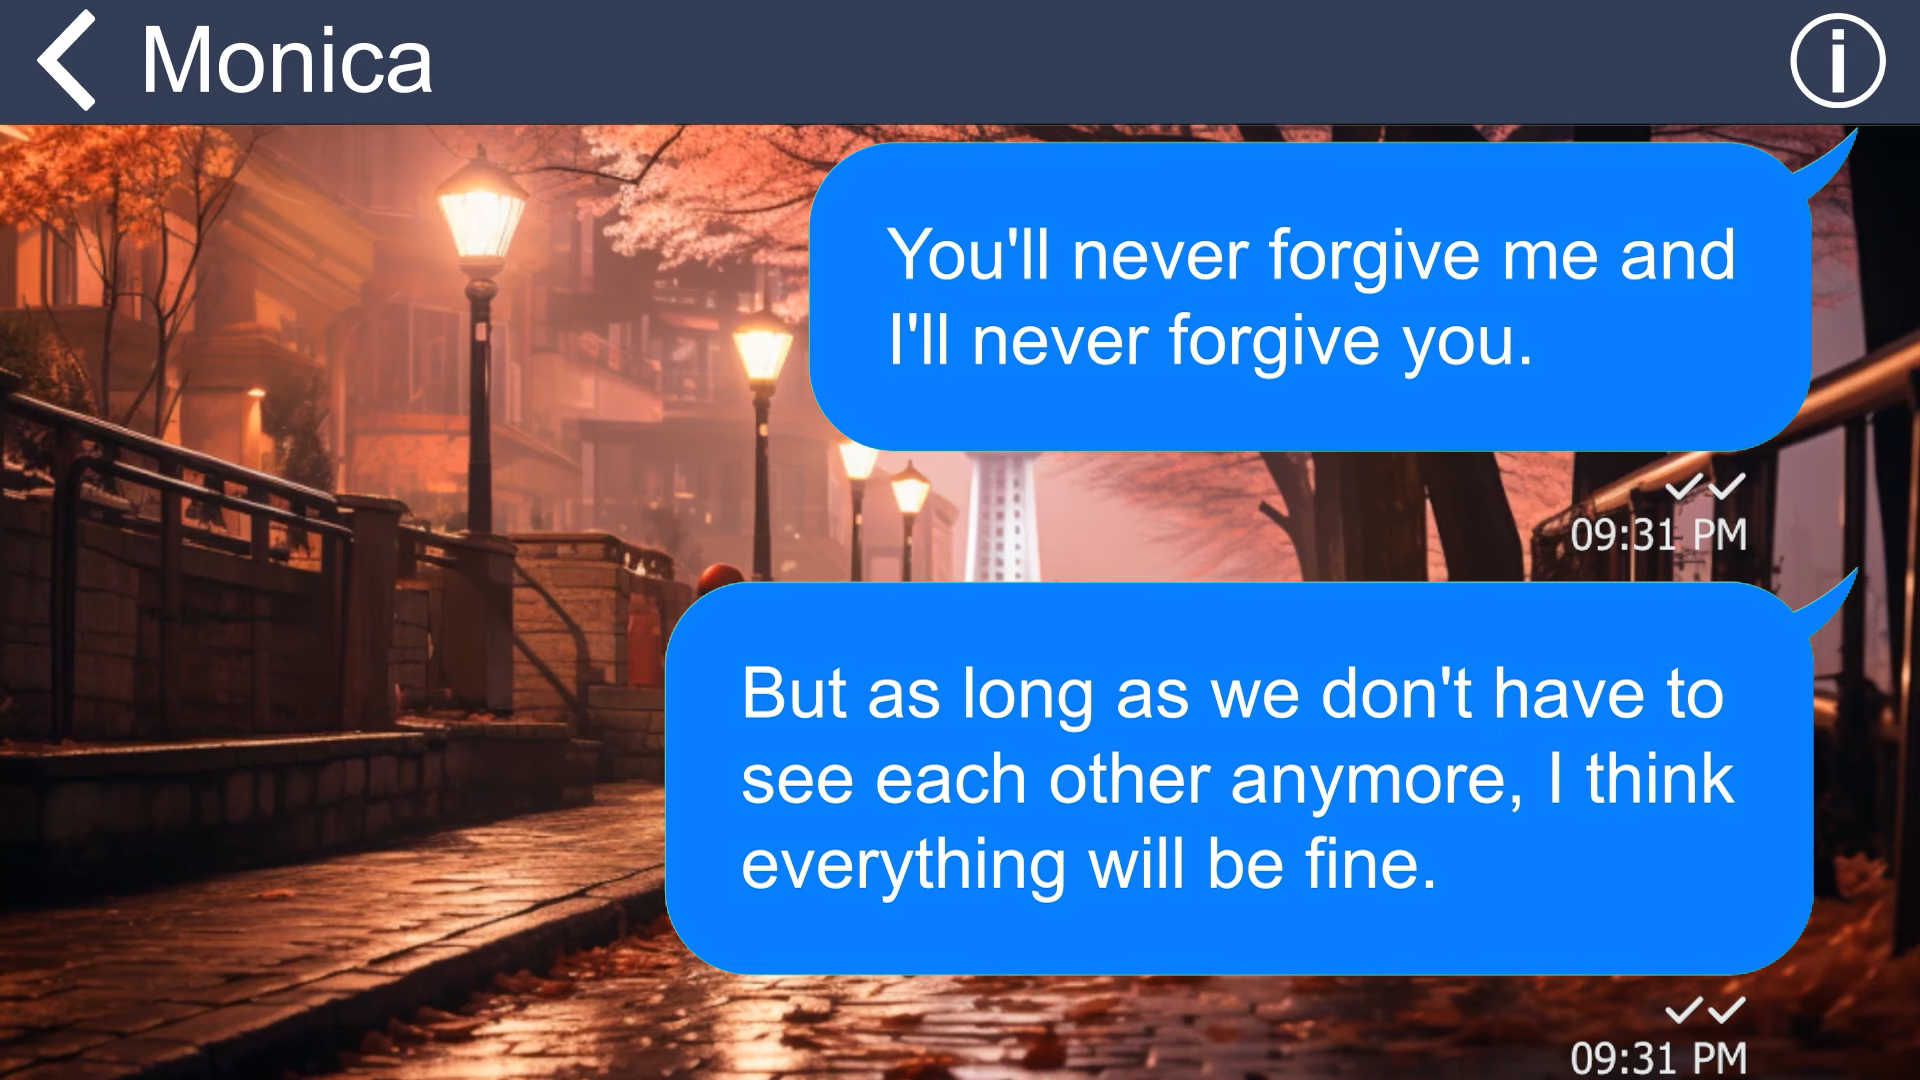 Monica
You'll never forgive me and
I'll never forgive you.
09:31 PM
But as long as we don't have to
see each other anymore, I think
everything will be fine.
09:31 PM